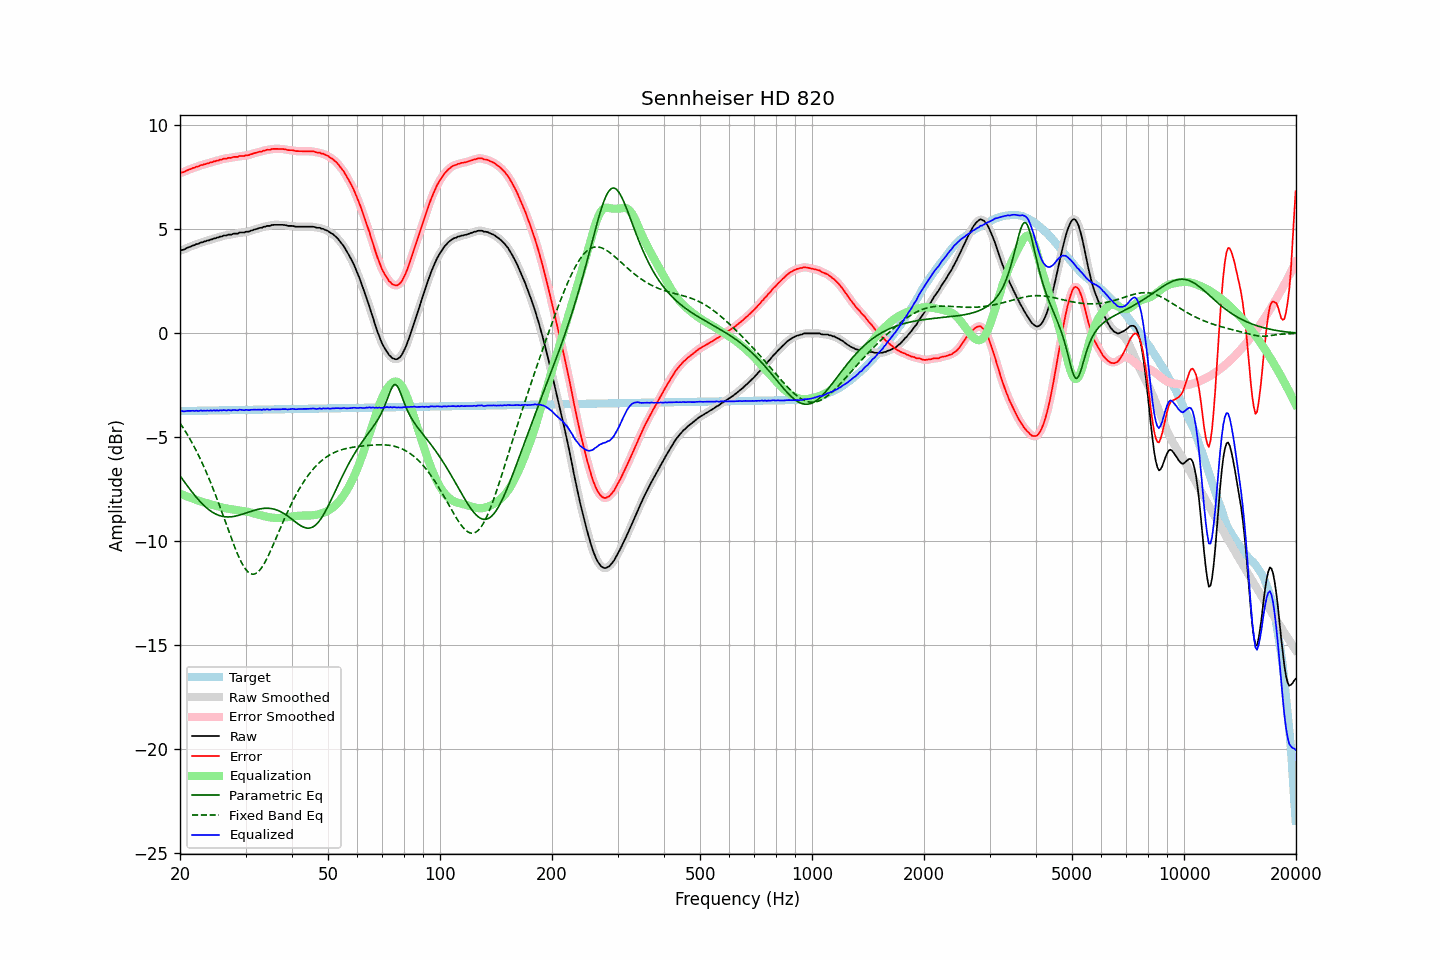 Sennheiser HD 820
Amplitude (dBr)
10
5
0
−5
−10
−15
−20
−25
Target
Raw Smoothed
Error Smoothed
Raw
Error
Equalization
Parametric Eq
Fixed Band Eq
Equalized
20 50 100 200 500 1000 2000 5000 10000 20000
Frequency (Hz)